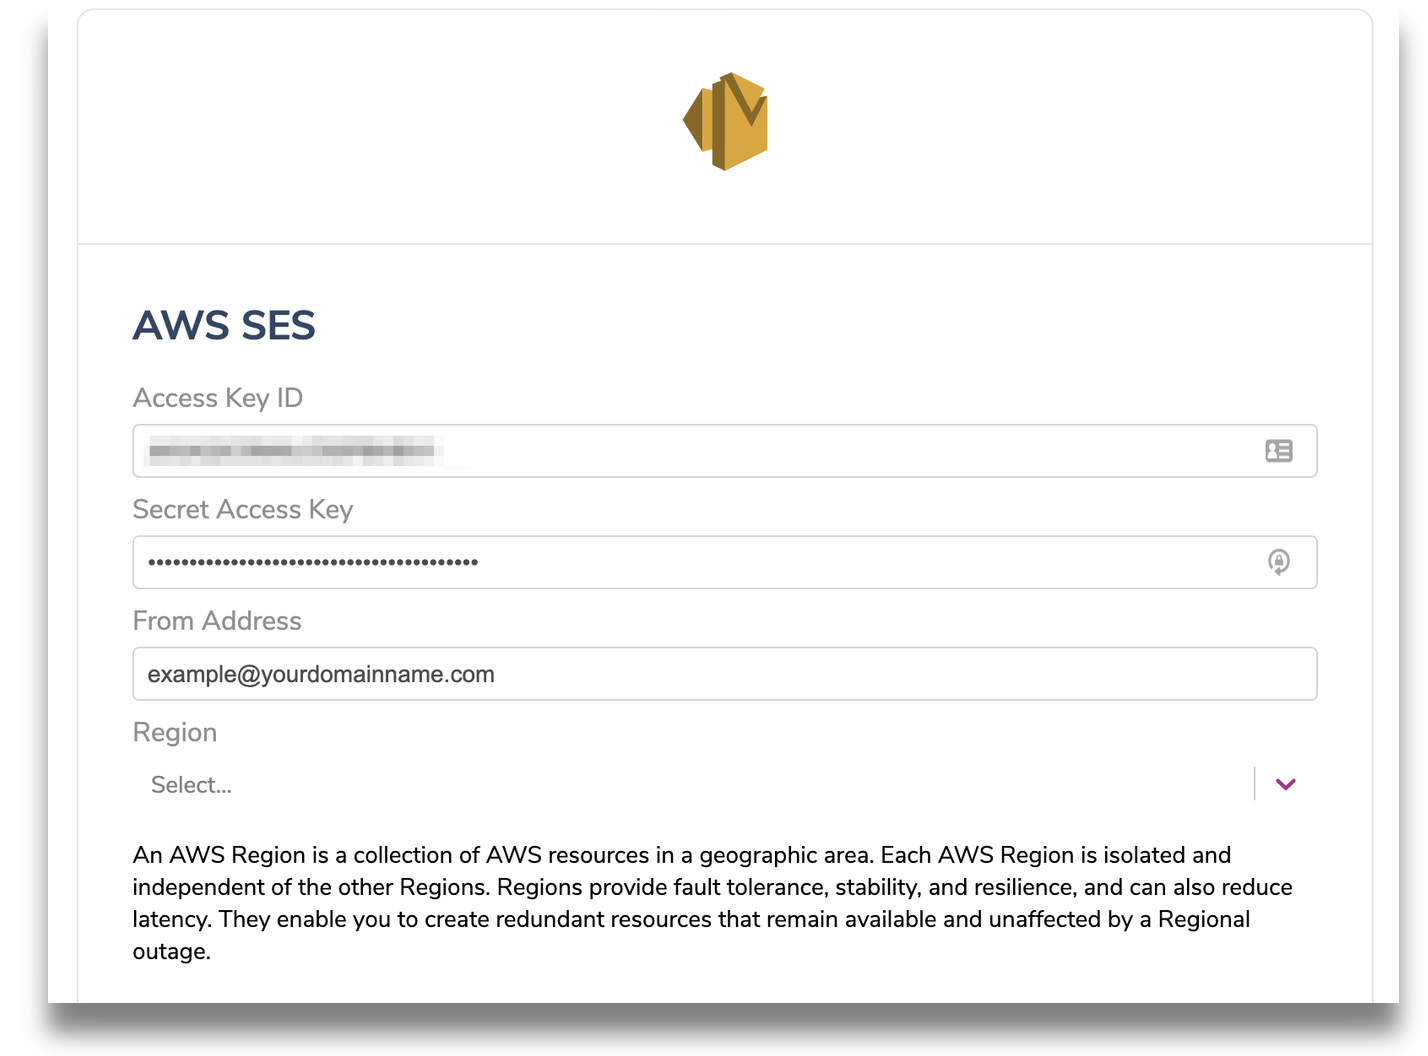 AWS SES
Access Key ID
Secret Access Key
••••••••••••••••••••••••••••••••••••••••
From Address
example@yourdomainname.com
Region
Select...
An AWS Region is a collection of AWS resources in a geographic area. Each AWS Region is isolated and
independent of the other Regions. Regions provide fault tolerance, stability, and resilience, and can also reduce
latency. They enable you to create redundant resources that remain available and unaffected by a Regional
outage.